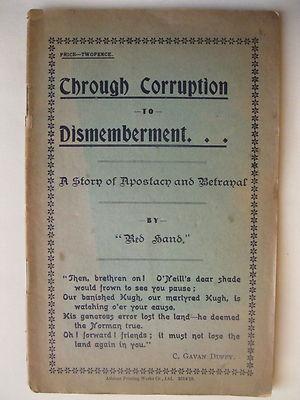 PRICE—TWOPENCE.
Through Corruption
—TO—
Dismemberment. . .
A Story of Apostacy and Betrayal
—BY—
"Red Hand."
"Then, brethren on! O'Neill's dear shade
would frown to see you pause;
Our banished Hugh, our martyred Hugh, is
watching o'er your cause,
His generous error lost the land—he deemed
the Norman true.
Oh! forward! friends; it must not lose the
land again in you."
C. GAVAN DUFFY.
Printing Works Co., Ltd.